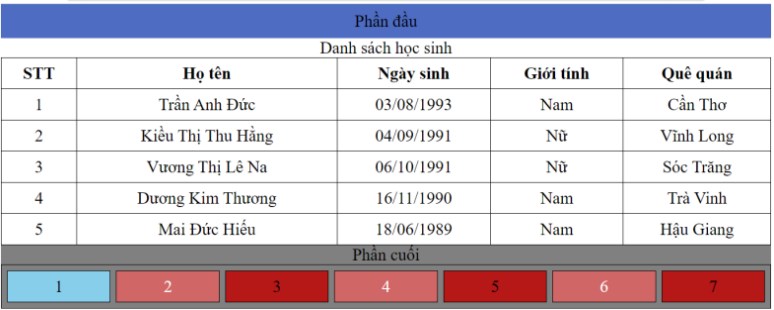 Phần đầu
Danh sách học sinh
STT Họ tên Ngày sinh Giới tính Quê quán
1 Trần Anh Đức 03/08/1993 Nam Cần Thơ
2 Kiều Thị Thu Hằng 04/09/1991 Nữ Vĩnh Long
3 Vương Thị Lê Na 06/10/1991 Nữ Sóc Trăng
4 Dương Kim Thương 16/11/1990 Nam Trà Vinh
5 Mai Đức Hiếu 18/06/1989 Nam Hậu Giang
Phần cuối
1 2 3 4 5 6 7